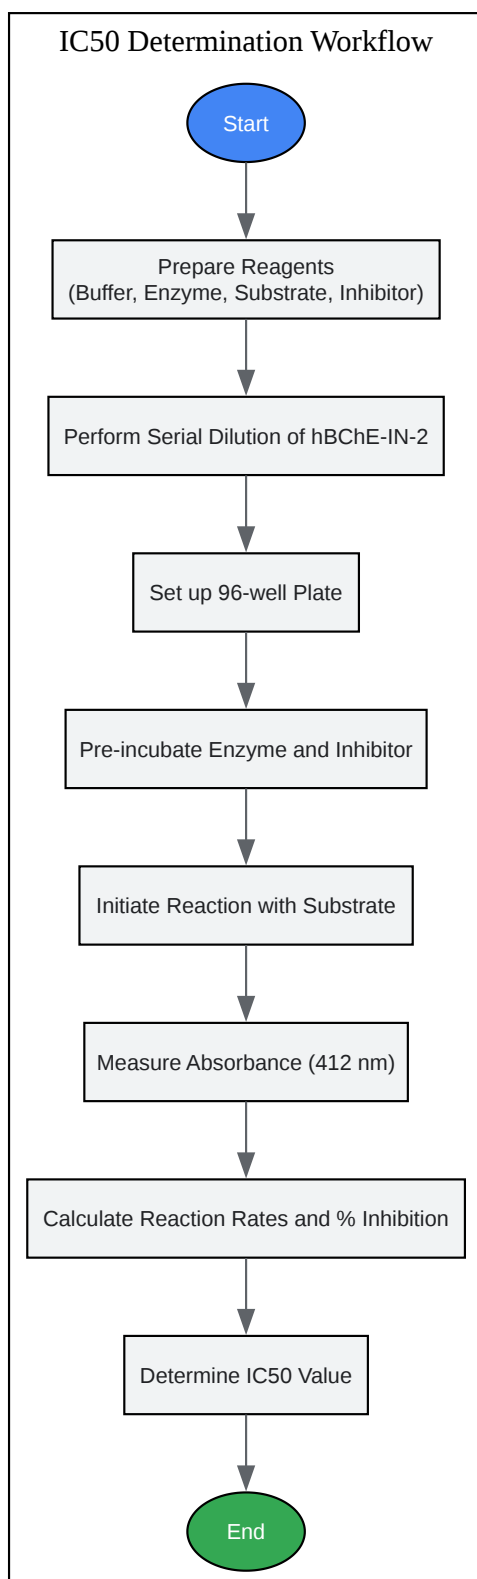 IC50 Determination Workflow
Start
Prepare Reagents
(Buffer, Enzyme, Substrate, Inhibitor)
Perform Serial Dilution of hBChE-IN-2
Set up 96-well Plate
Pre-incubate Enzyme and Inhibitor
Initiate Reaction with Substrate
Measure Absorbance (412 nm)
Calculate Reaction Rates and % Inhibition
Determine IC50 Value
End